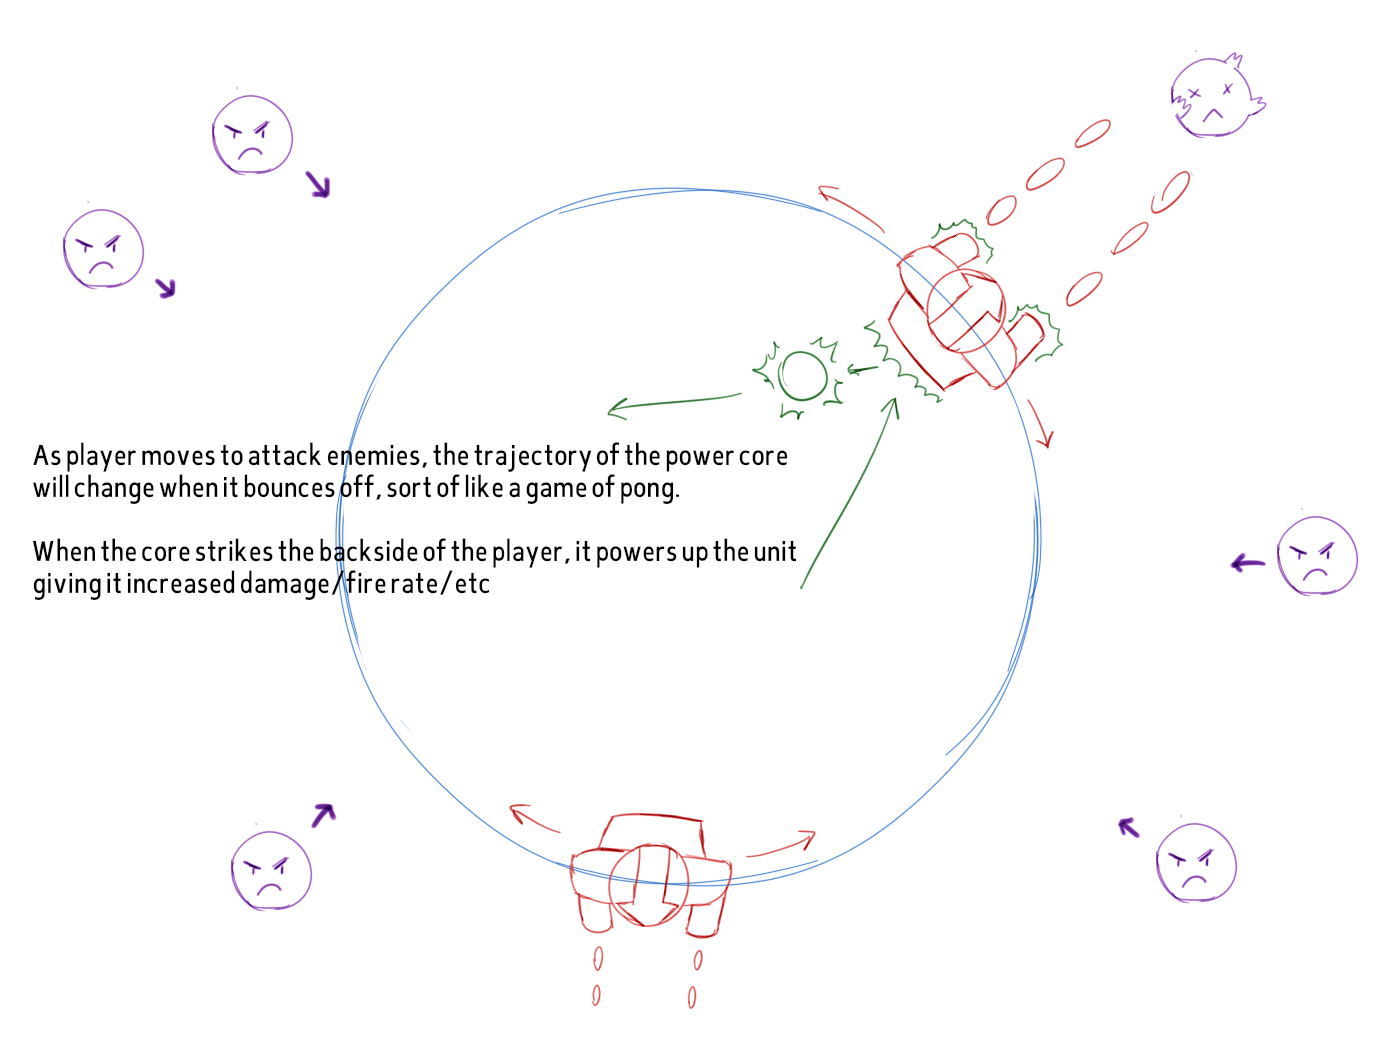 As player moves to attack enemies, the trajectory of the power core
will change when it bounces off, sort of like a game of pong.
When the core strikes the backside of the player, it powers up the unit
giving it increased damage/fire rate/etc